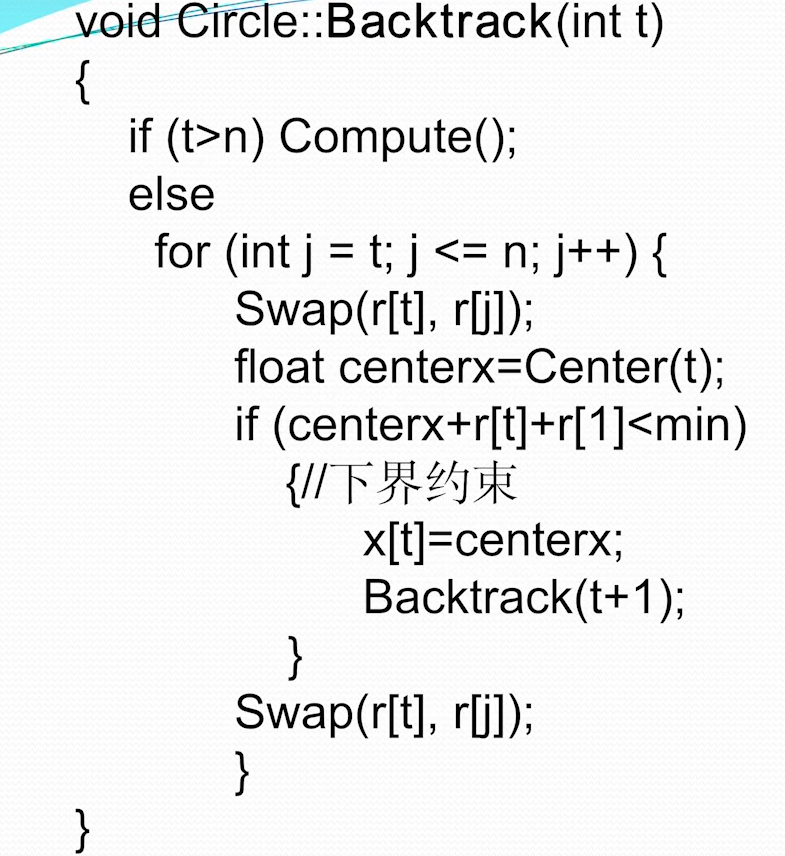 void Circle::Backtrack(int t)
{
if (t>n) Compute();
else
for (int j = t; j <= n; j++) {
Swap(r[t], r[j]);
float centerx=Center(t);
if (centerx+r[t]+r[1]<min)
{//下界约束
x[t]=centerx;
Backtrack(t+1);
}
Swap(r[t], r[j]);
}
}